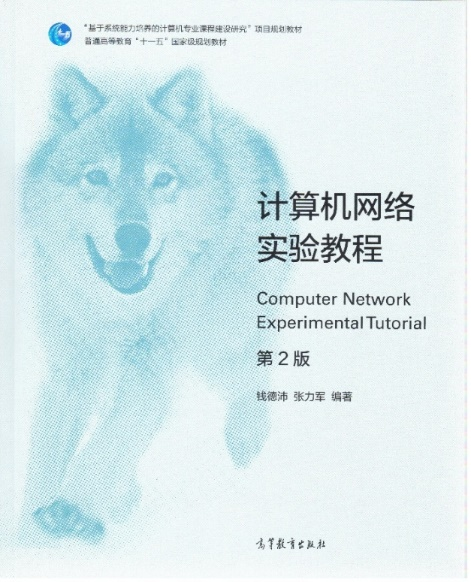 "基于系统能力培养的计算机专业课程建设研究"项目规划教材
普通高等教育"十一五"国家级规划教材
计算机网络
实验教程
Computer Network
Experimental Tutorial
第2版
钱德沛 张力军 编著
高等教育出版社